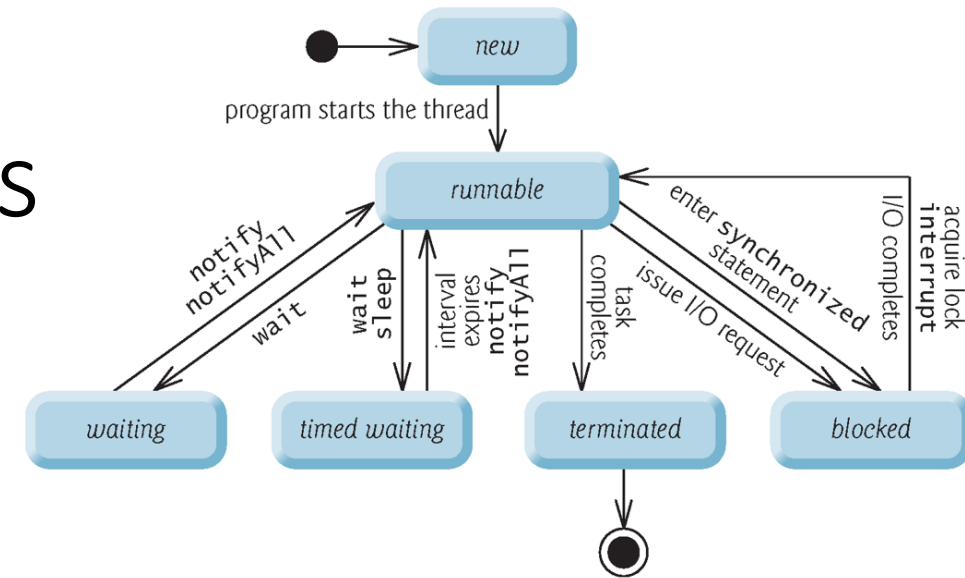 new
program starts the thread
S
runnable
notify
notifyAll
wait
wait
sleep
interval
expires
notify
notifyAll
task
completes
issue I/O request
enter synchronized
statement
I/O completes
interrupt
acquire lock
waiting
timed waiting
terminated
blocked